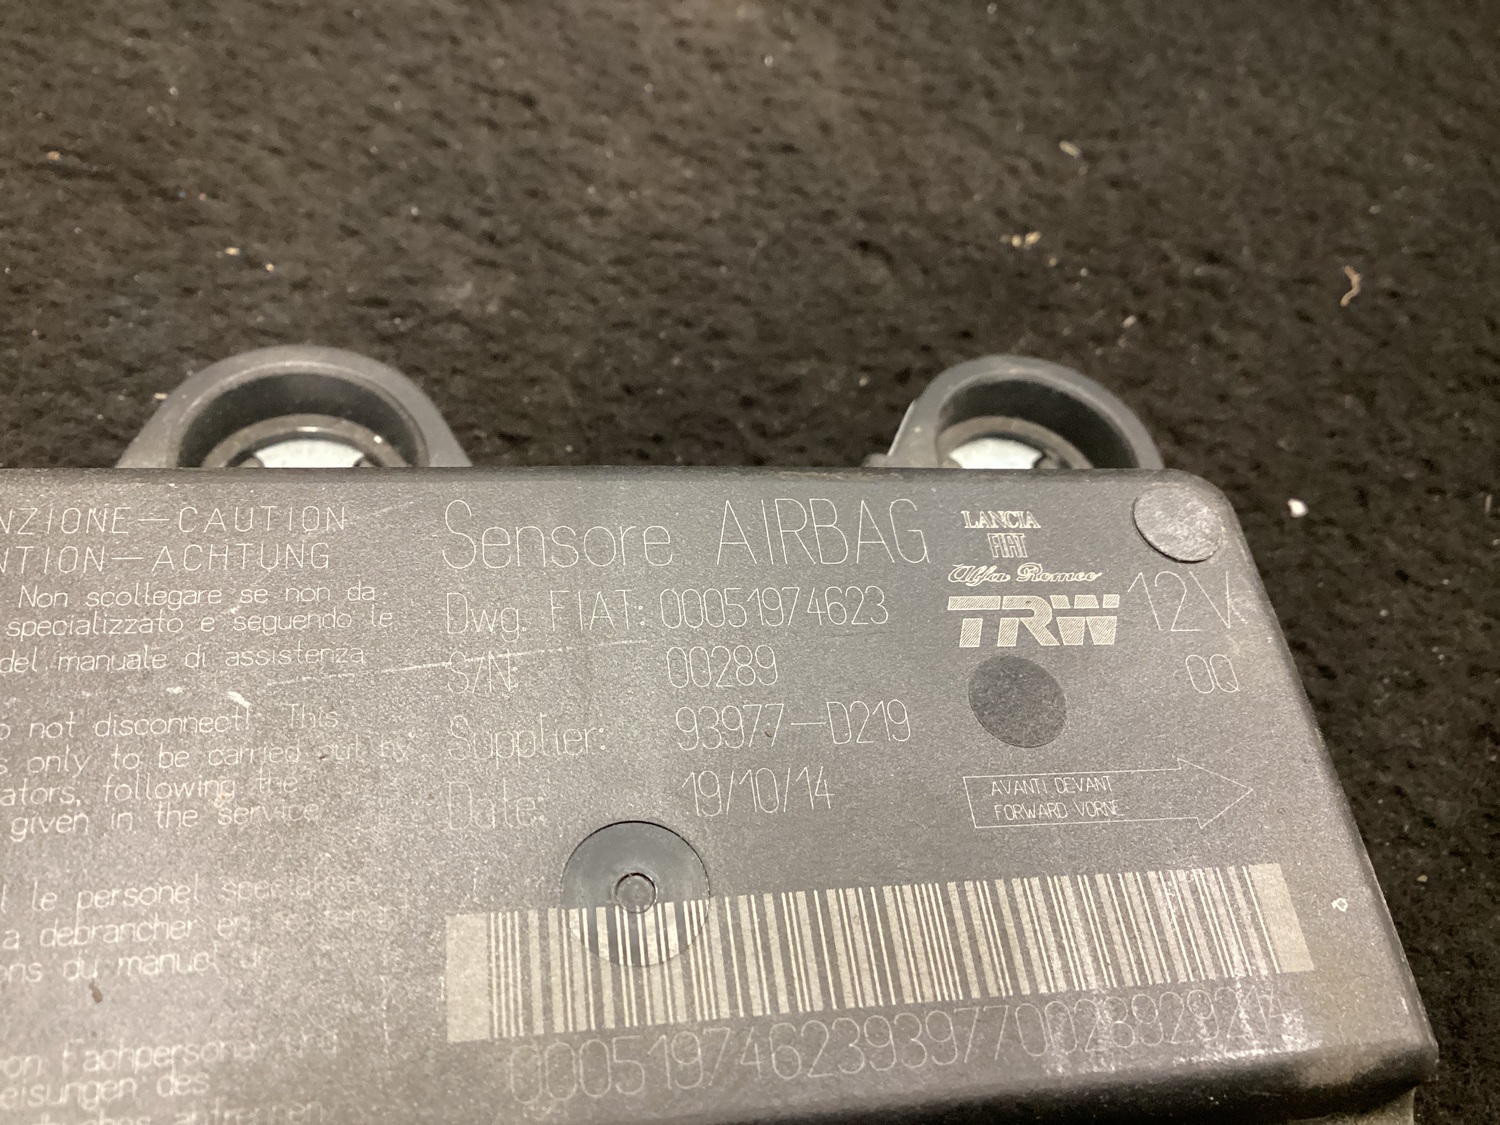 NZIONE—CAUTION
NTION—ACHTUNG
Non scollegare se non da
specializzato e seguendo le
del manuale di assistenza
not disconnect! This
only to be carried out by
ators, following the
given in the service
le personel specialise
a debrancher en
ons du manuel
Fachpersonal
eisungen des
Sensore AIRBAG
Dwg. FIAT: 00051974623
S/N: 00289
Supplier: 93977—D219
Date: 19/10/14
LANCIA
FIAT
Alfa Romeo
TRW 12V
0Q
AVANTI DEVANT
FORWARD VORNE
00051974623939770028929214